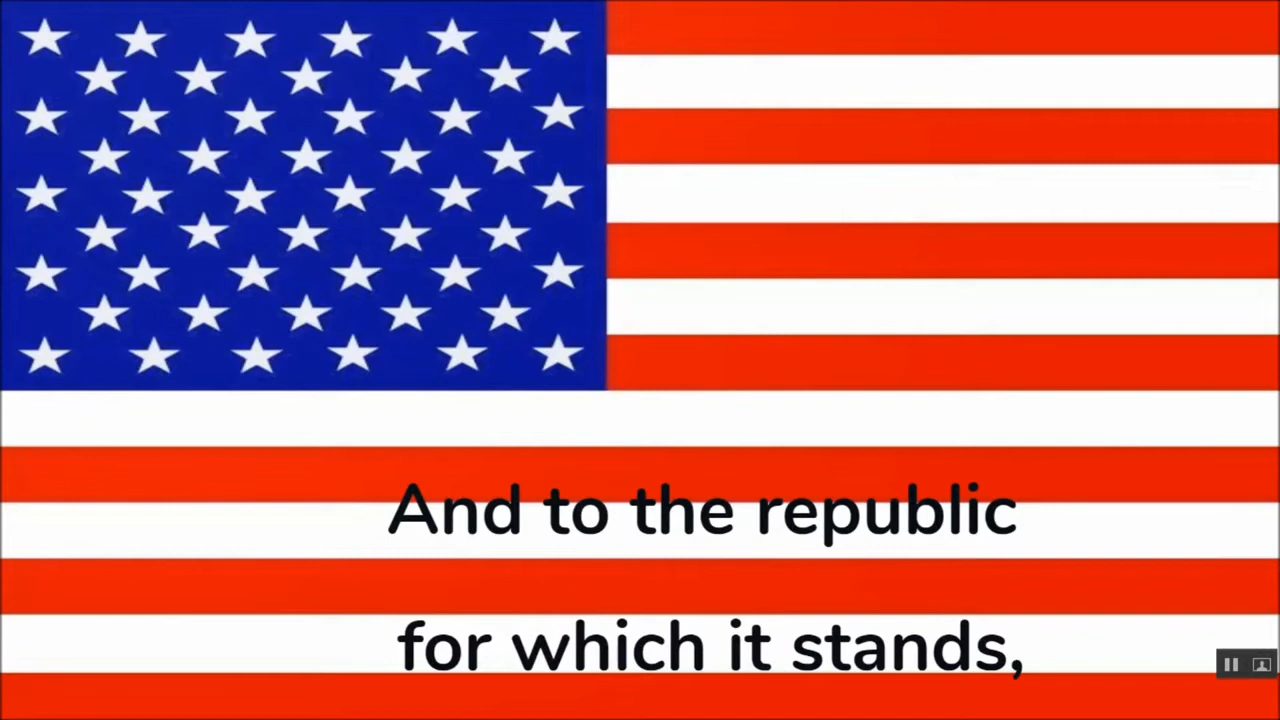 And to the republic
for which it stands,